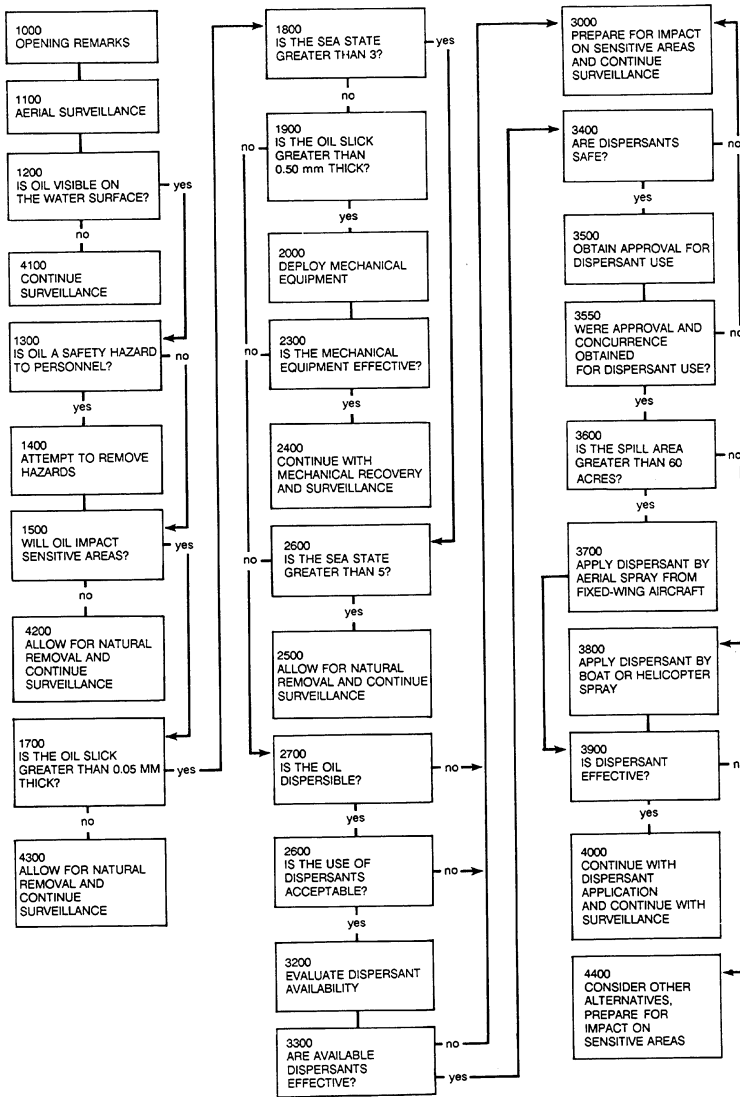 1000
OPENING REMARKS
1100
AERIAL SURVEILLANCE
1200
IS OIL VISIBLE ON
THE WATER SURFACE?
yes
no
4100
CONTINUE
SURVEILLANCE
1300
IS OIL A SAFETY HAZARD
TO PERSONNEL?
no
yes
1400
ATTEMPT TO REMOVE
HAZARDS
1500
WILL OIL IMPACT
SENSITIVE AREAS?
yes
no
4200
ALLOW FOR NATURAL
REMOVAL AND
CONTINUE
SURVEILLANCE
1700
IS THE OIL SLICK
GREATER THAN 0.05 MM
THICK?
yes
no
4300
ALLOW FOR NATURAL
REMOVAL AND
CONTINUE
SURVEILLANCE
1800
IS THE SEA STATE
GREATER THAN 3?
yes
no
1900
IS THE OIL SLICK
GREATER THAN
0.50 mm THICK?
no
yes
2000
DEPLOY MECHANICAL
EQUIPMENT
2300
IS THE MECHANICAL
EQUIPMENT EFFECTIVE?
no
yes
2400
CONTINUE WITH
MECHANICAL RECOVERY
AND SURVEILLANCE
2600
IS THE SEA STATE
GREATER THAN 5?
no
yes
2500
ALLOW FOR NATURAL
REMOVAL AND CONTINUE
SURVEILLANCE
2700
IS THE OIL
DISPERSIBLE?
no
yes
2600
IS THE USE OF
DISPERSANTS
ACCEPTABLE?
no
yes
3200
EVALUATE DISPERSANT
AVAILABILITY
3300
ARE AVAILABLE
DISPERSANTS
EFFECTIVE?
no
yes
3000
PREPARE FOR IMPACT
ON SENSITIVE AREAS
AND CONTINUE
SURVEILLANCE
3400
ARE DISPERSANTS
SAFE?
no
yes
3500
OBTAIN APPROVAL FOR
DISPERSANT USE
3550
WERE APPROVAL AND
CONCURRENCE
OBTAINED
FOR DISPERSANT USE?
no
yes
3600
IS THE SPILL AREA
GREATER THAN 60
ACRES?
no
yes
3700
APPLY DISPERSANT BY
AERIAL SPRAY FROM
FIXED-WING AIRCRAFT
3800
APPLY DISPERSANT BY
BOAT OR HELICOPTER
SPRAY
3900
IS DISPERSANT
EFFECTIVE?
yes
4000
CONTINUE WITH
DISPERSANT
APPLICATION
AND CONTINUE WITH
SURVEILLANCE
4400
CONSIDER OTHER
ALTERNATIVES,
PREPARE FOR
IMPACT ON
SENSITIVE AREAS